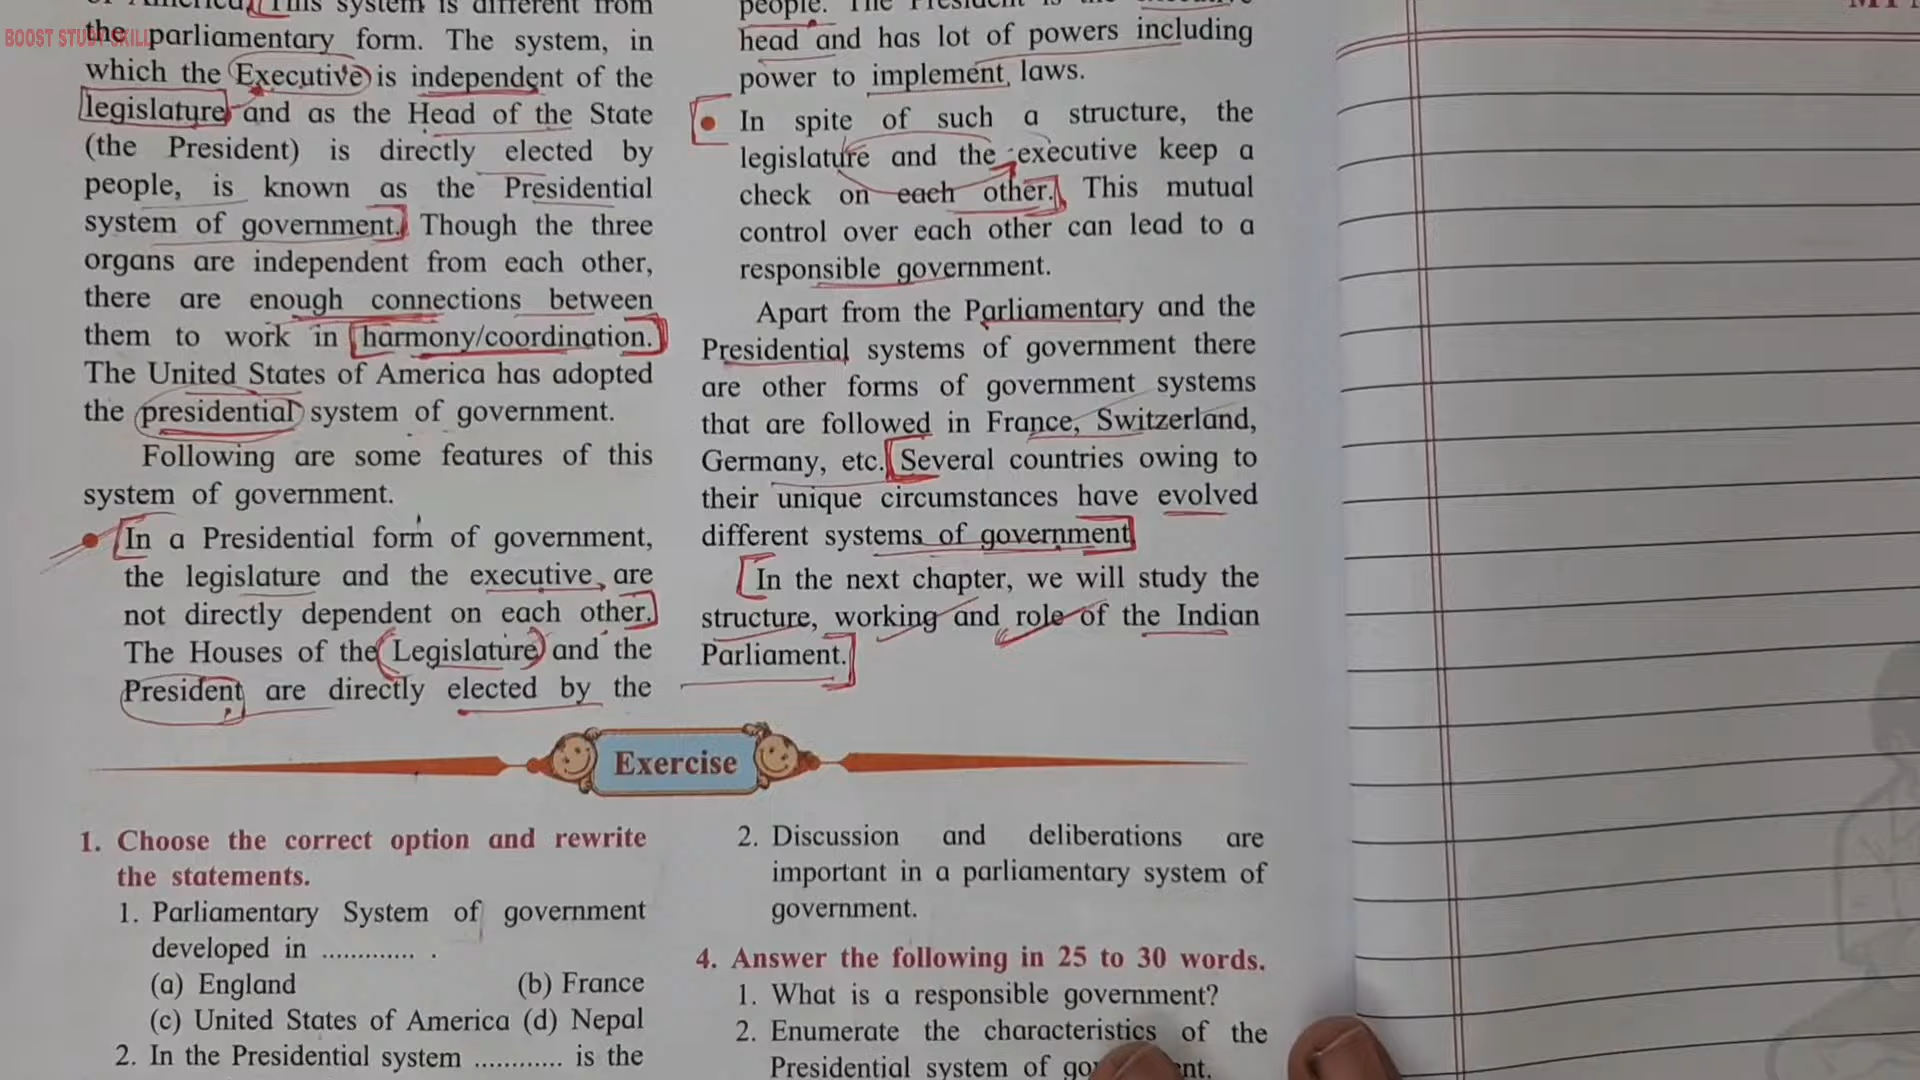 BOOST STUDY SKILL
of America. This system is different from
the parliamentary form. The system, in
which the Executive is independent of the
legislature and as the Head of the State
(the President) is directly elected by
people, is known as the Presidential
system of government. Though the three
organs are independent from each other,
there are enough connections between
them to work in harmony/coordination.
The United States of America has adopted
the presidential system of government.
Following are some features of this
system of government.
• In a Presidential form of government,
the legislature and the executive are
not directly dependent on each other.
The Houses of the Legislature and the
President are directly elected by the
people. The President is the executive
head and has lot of powers including
power to implement laws.
• In spite of such a structure, the
legislature and the executive keep a
check on each other. This mutual
control over each other can lead to a
responsible government.
Apart from the Parliamentary and the
Presidential systems of government there
are other forms of government systems
that are followed in France, Switzerland,
Germany, etc. Several countries owing to
their unique circumstances have evolved
different systems of government
In the next chapter, we will study the
structure, working and role of the Indian
Parliament.
Exercise
1. Choose the correct option and rewrite
the statements.
1. Parliamentary System of government
developed in ............. .
(a) England (b) France
(c) United States of America (d) Nepal
2. In the Presidential system ............ is the
2. Discussion and deliberations are
important in a parliamentary system of
government.
4. Answer the following in 25 to 30 words.
1. What is a responsible government?
2. Enumerate the characteristics of the
Presidential system of